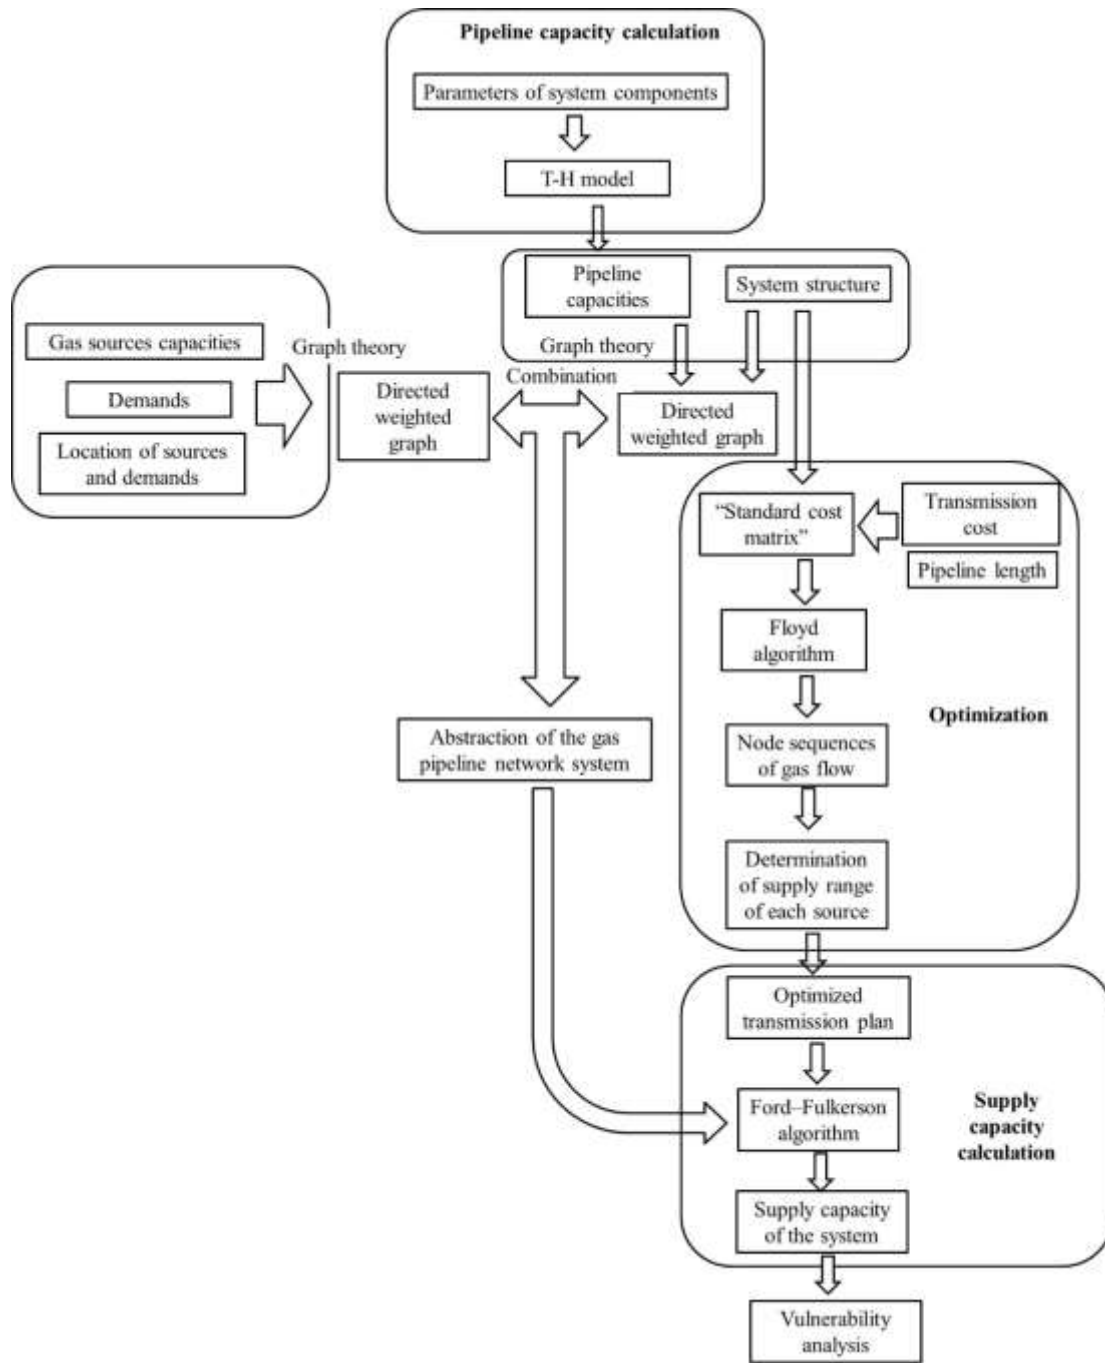 Pipeline capacity calculation
Parameters of system components
T-H model
Pipeline
capacities
System structure
Graph theory
Gas sources capacities
Demands
Location of sources
and demands
Graph theory
Directed
weighted
graph
Combination
Directed
weighted graph
“Standard cost
matrix”
Transmission
cost
Pipeline length
Floyd
algorithm
Optimization
Node sequences
of gas flow
Abstraction of the gas
pipeline network system
Determination
of supply range
of each source
Optimized
transmission plan
Ford–Fulkerson
algorithm
Supply
capacity
calculation
Supply capacity
of the system
Vulnerability
analysis